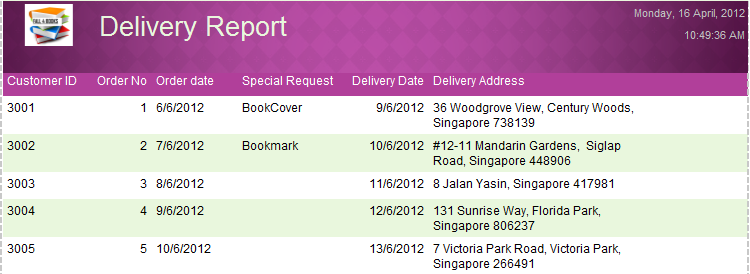 TALL & BOOKS
Delivery Report
Monday, 16 April, 2012
10:49:36 AM
Customer ID Order No Order date Special Request Delivery Date Delivery Address
3001 1 6/6/2012 BookCover 9/6/2012 36 Woodgrove View, Century Woods,
Singapore 738139
3002 2 7/6/2012 Bookmark 10/6/2012 #12-11 Mandarin Gardens, Siglap
Road, Singapore 448906
3003 3 8/6/2012 11/6/2012 8 Jalan Yasin, Singapore 417981
3004 4 9/6/2012 12/6/2012 131 Sunrise Way, Florida Park,
Singapore 806237
3005 5 10/6/2012 13/6/2012 7 Victoria Park Road, Victoria Park,
Singapore 266491